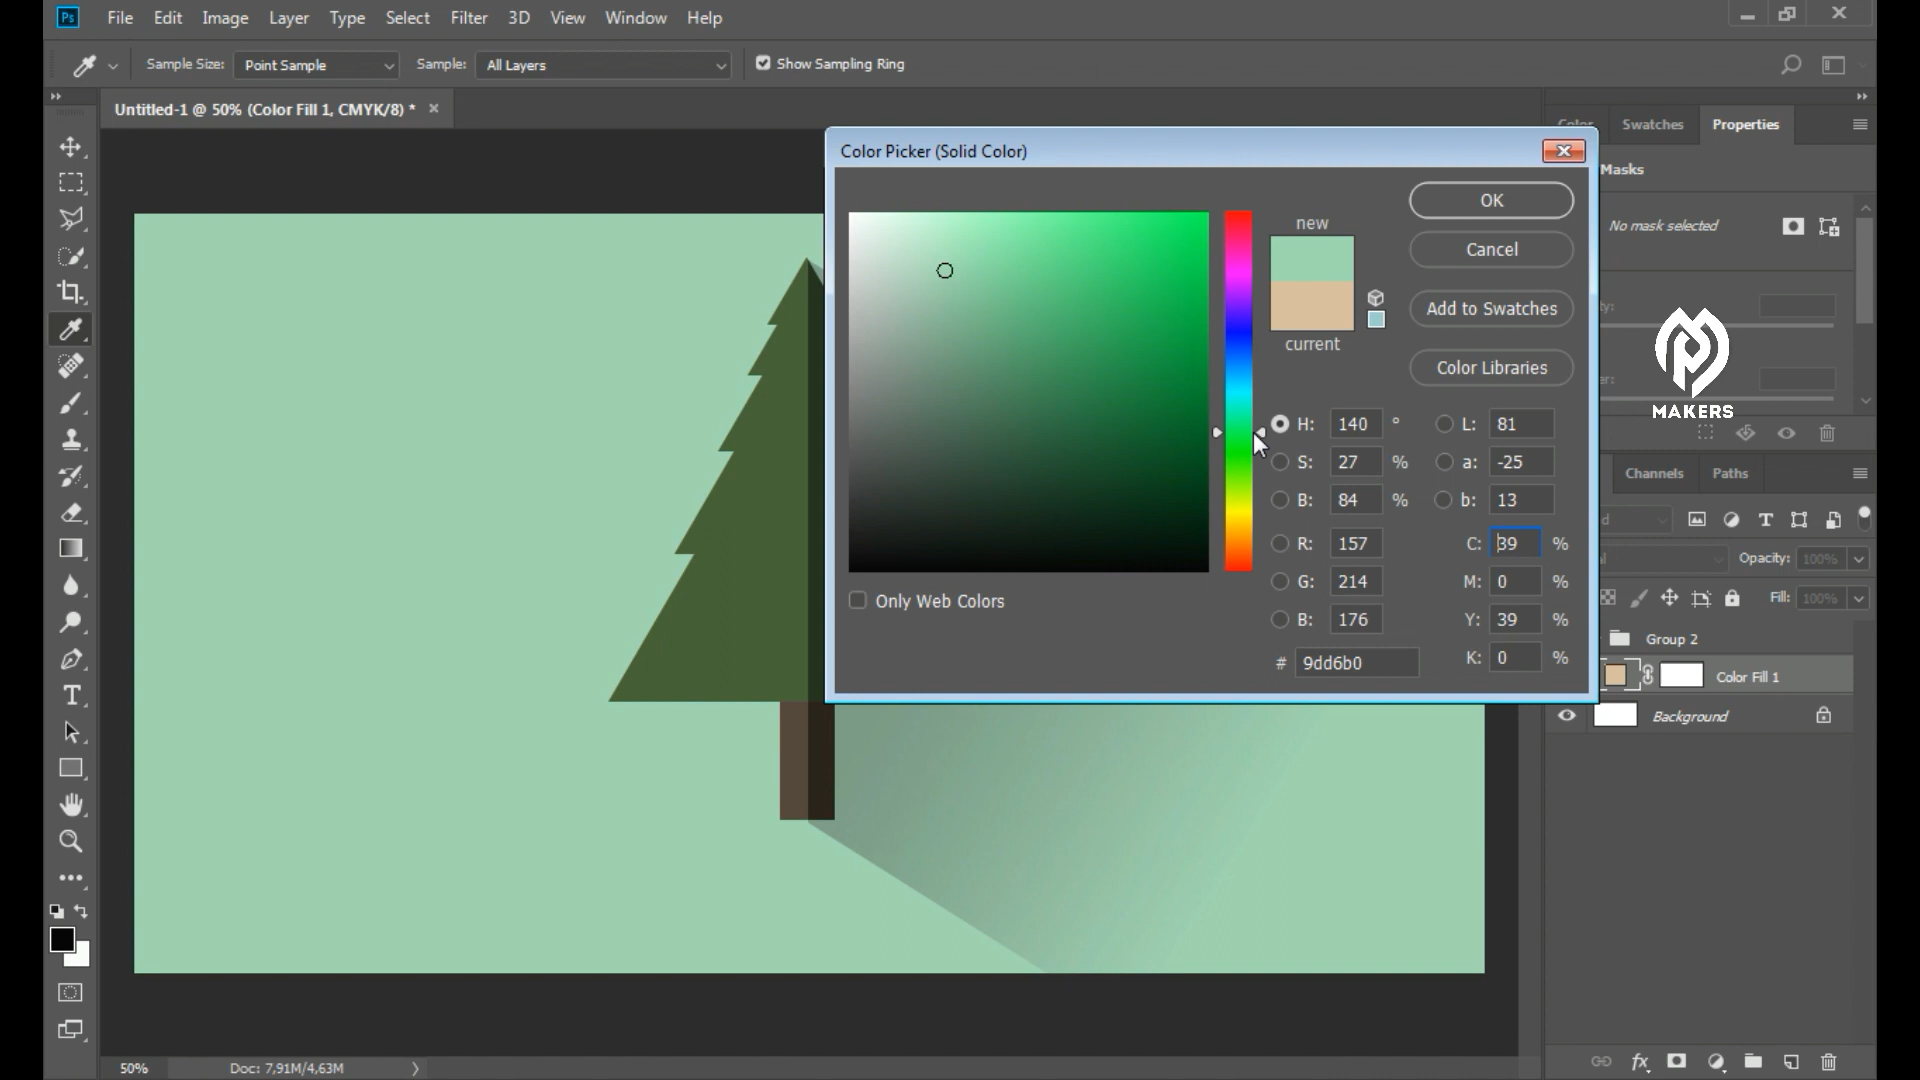 Ps File Edit Image Layer Type Select Filter 3D View Window Help
Sample Size: Point Sample Sample: All Layers Show Sampling Ring
Untitled-1 @ 50% (Color Fill 1, CMYK/8) *
Color Swatches Properties
Color Picker (Solid Color)
Masks
No mask selected
new
current
OK
Cancel
Add to Swatches
Color Libraries
MAKERS
H: 140 ° L: 81
S: 27 % a: -25
B: 84 % b: 13
R: 157 C: 39 %
G: 214 M: 0 %
B: 176 Y: 39 %
# 9dd6b0 K: 0 %
Only Web Colors
Channels Paths
Opacity: 100%
Fill: 100%
Group 2
Color Fill 1
Background
T
50% Doc: 7,91M/4,63M
fx